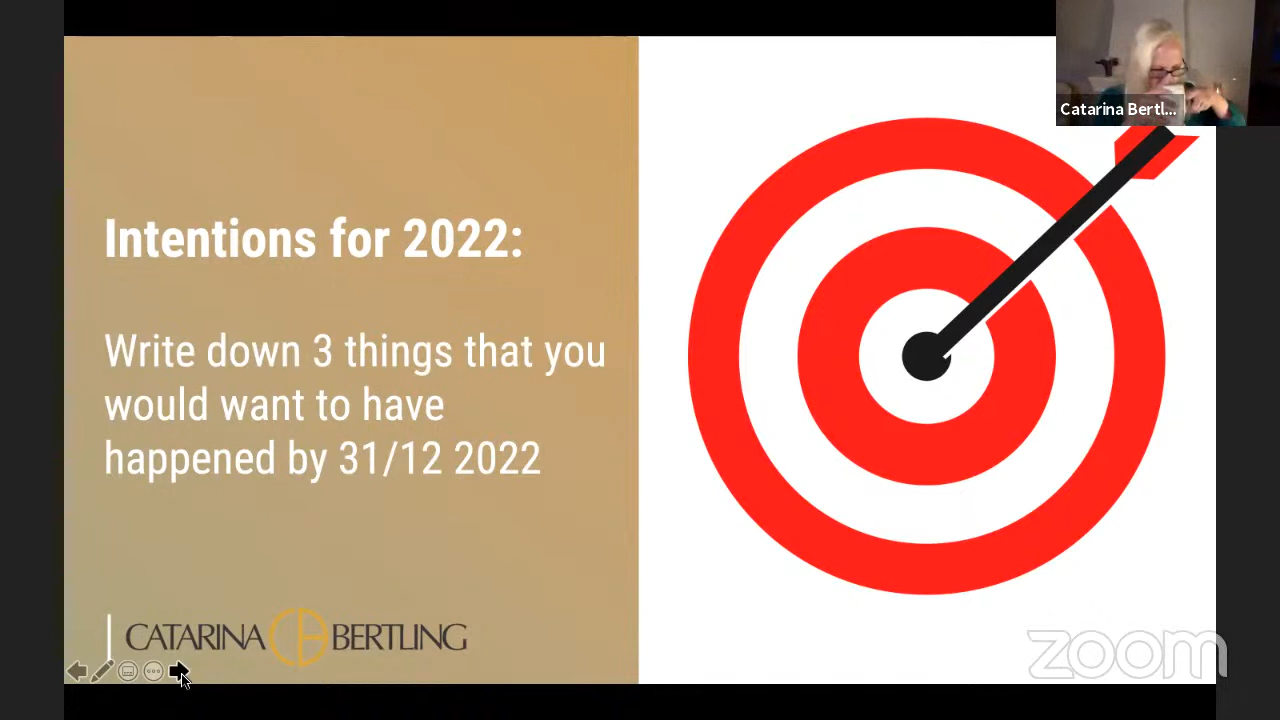 Catarina Bertl...
Intentions for 2022:
Write down 3 things that you
would want to have
happened by 31/12 2022
CATARINA CB BERTLING
zoom